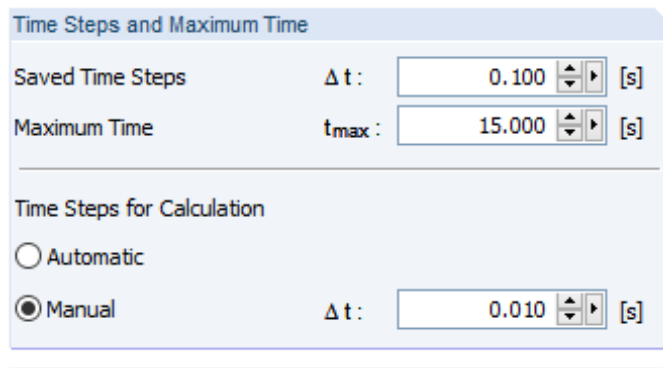 Time Steps and Maximum Time
Saved Time Steps Δ t : 0.100 [s]
Maximum Time tmax : 15.000 [s]
Time Steps for Calculation
Automatic
Manual Δ t : 0.010 [s]